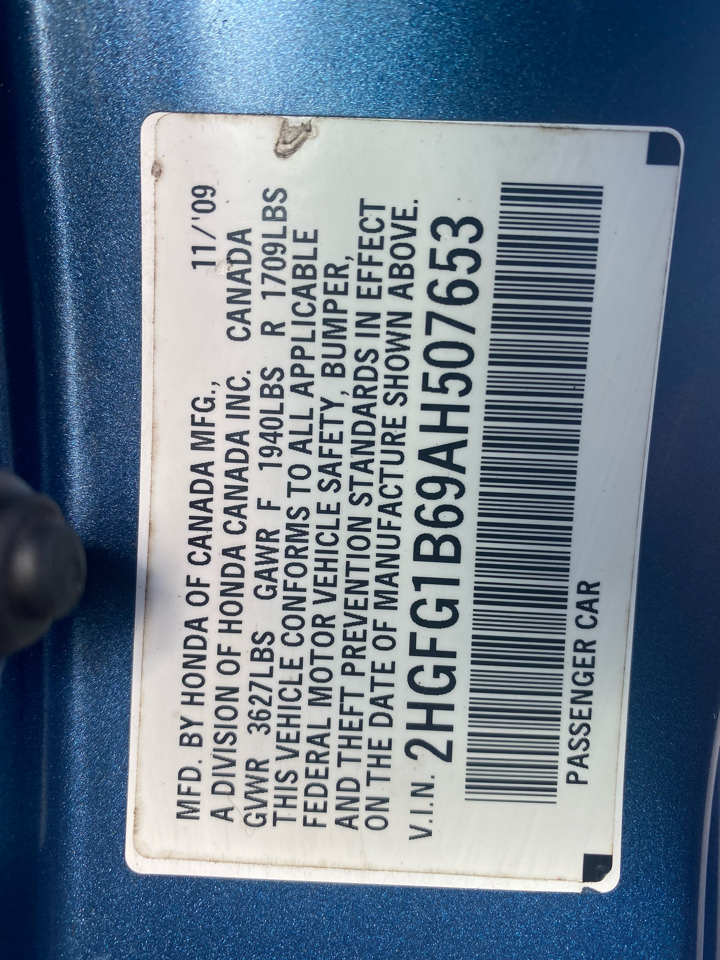 MFD. BY HONDA OF CANADA MFG., 11/'09
A DIVISION OF HONDA CANADA INC. CANADA
GVWR 3627LBS GAWR F 1940LBS R 1709LBS
THIS VEHICLE CONFORMS TO ALL APPLICABLE
FEDERAL MOTOR VEHICLE SAFETY, BUMPER,
AND THEFT PREVENTION STANDARDS IN EFFECT
ON THE DATE OF MANUFACTURE SHOWN ABOVE.
V.I.N. 2HGFG1B69AH507653
PASSENGER CAR